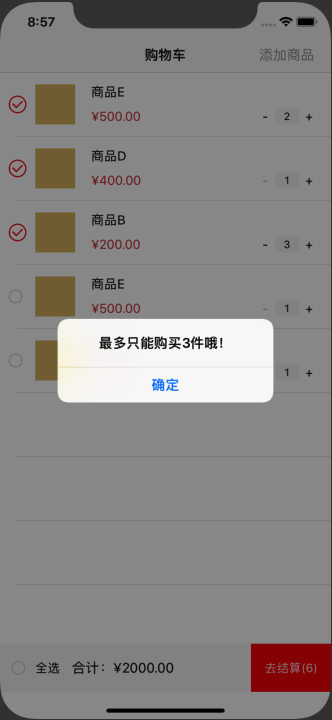 8:57
购物车 添加商品
商品E
¥500.00 - 2 +
商品D
¥400.00 - 1 +
商品B
¥200.00 - 3 +
商品E
¥500.00 - 1 +
最多只能购买3件哦！
1 +
确定
全选 合计：¥2000.00 去结算(6)